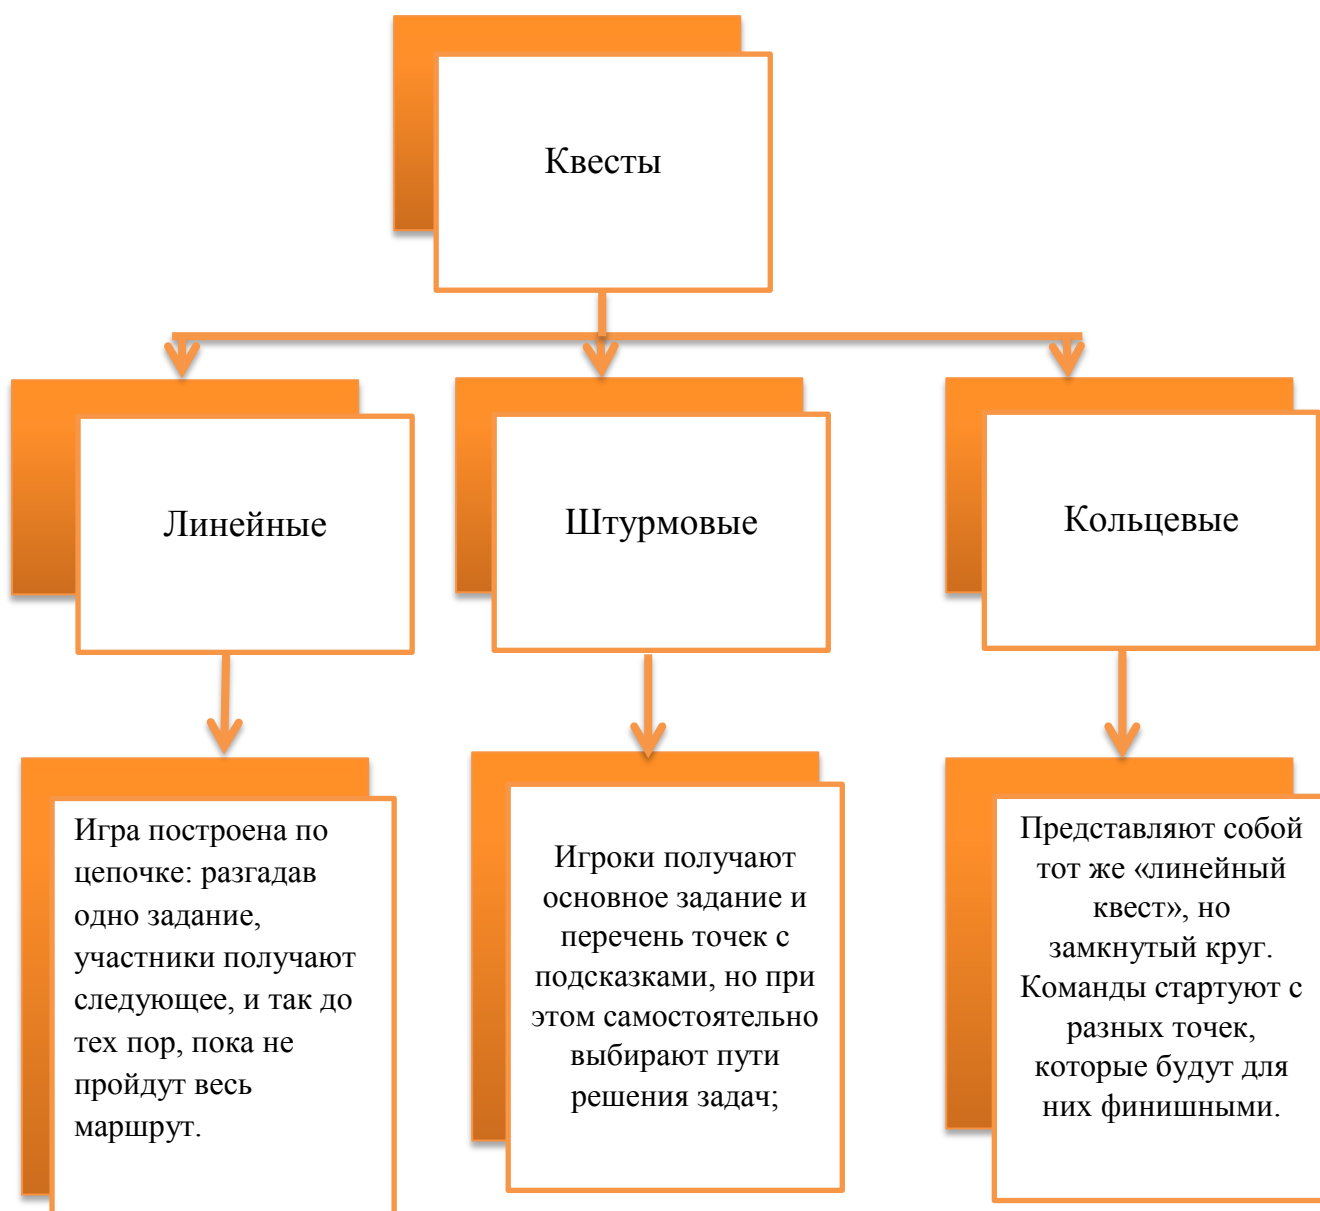 Квесты
Линейные
Штурмовые
Кольцевые
Игра построена по
цепочке: разгадав
одно задание,
участники получают
следующее, и так до
тех пор, пока не
пройдут весь
маршрут.
Игроки получают
основное задание и
перечень точек с
подсказками, но при
этом самостоятельно
выбирают пути
решения задач;
Представляют собой
тот же «линейный
квест», но
замкнутый круг.
Команды стартуют с
разных точек,
которые будут для
них финишными.